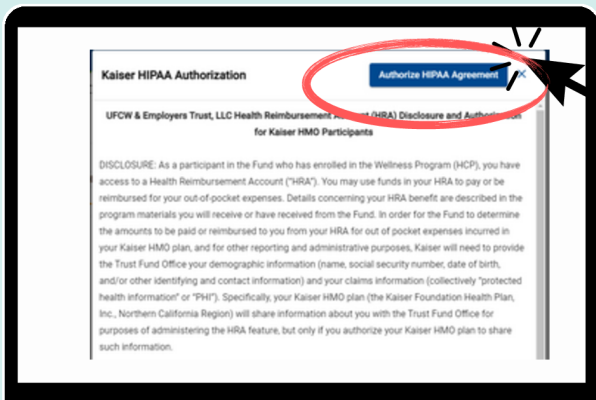 Kaiser HIPAA Authorization
Authorize HIPAA Agreement
UFCW & Employers Trust, LLC Health Reimbursement Account (HRA) Disclosure and Authorization
for Kaiser HMO Participants
DISCLOSURE: As a participant in the Fund who has enrolled in the Wellness Program (HCP), you have
access to a Health Reimbursement Account ("HRA"). You may use funds in your HRA to pay or be
reimbursed for your out-of-pocket expenses. Details concerning your HRA benefit are described in the
program materials you will receive or have received from the Fund. In order for the Fund to determine
the amounts to be paid or reimbursed to you from your HRA for out of pocket expenses incurred in
your Kaiser HMO plan, and for other reporting and administrative purposes, Kaiser will need to provide
the Trust Fund Office your demographic information (name, social security number, date of birth,
and/or other identifying and contact information) and your claims information (collectively "protected
health information" or "PHI"). Specifically, your Kaiser HMO plan (the Kaiser Foundation Health Plan,
Inc., Northern California Region) will share information about you with the Trust Fund Office for
purposes of administering the HRA feature, but only if you authorize your Kaiser HMO plan to share
such information.